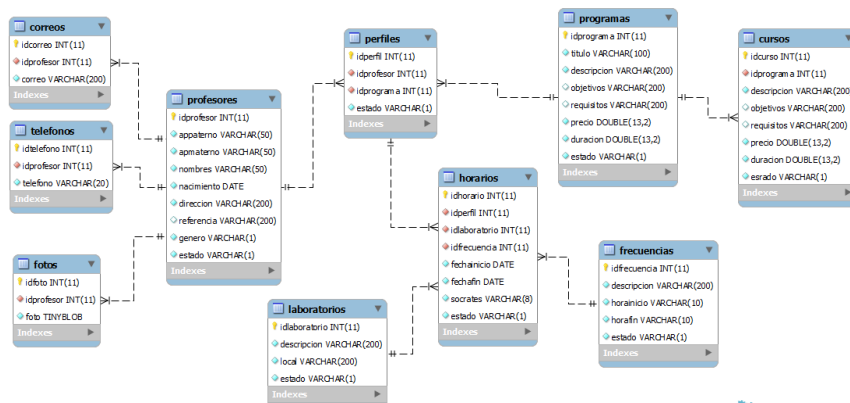 correos
idcorreo INT(11)
idprofesor INT(11)
correo VARCHAR(200)
Indexes
telefonos
idtelefono INT(11)
idprofesor INT(11)
telefono VARCHAR(20)
Indexes
fotos
idfoto INT(11)
idprofesor INT(11)
foto TINYBLOB
Indexes
profesores
idprofesor INT(11)
appaterno VARCHAR(50)
apmaterno VARCHAR(50)
nombres VARCHAR(50)
nacimiento DATE
direccion VARCHAR(200)
referencia VARCHAR(200)
genero VARCHAR(1)
estado VARCHAR(1)
Indexes
perfiles
idperfil INT(11)
idprofesor INT(11)
idprograma INT(11)
estado VARCHAR(1)
Indexes
laboratorios
idlaboratorio INT(11)
descripcion VARCHAR(200)
local VARCHAR(200)
estado VARCHAR(1)
Indexes
horarios
idhorario INT(11)
idperfil INT(11)
idlaboratorio INT(11)
idfrecuencia INT(11)
fechainicio DATE
fechafin DATE
socrates VARCHAR(8)
estado VARCHAR(1)
Indexes
programas
idprograma INT(11)
titulo VARCHAR(100)
descripcion VARCHAR(200)
objetivos VARCHAR(200)
requisitos VARCHAR(200)
precio DOUBLE(13,2)
duracion DOUBLE(13,2)
estado VARCHAR(1)
Indexes
frecuencias
idfrecuencia INT(11)
descripcion VARCHAR(200)
horainicio VARCHAR(10)
horafin VARCHAR(10)
estado VARCHAR(1)
Indexes
cursos
idcurso INT(11)
idprograma INT(11)
descripcion VARCHAR(200
objetivos VARCHAR(200)
requisitos VARCHAR(200)
precio DOUBLE(13,2)
duracion DOUBLE(13,2)
esrado VARCHAR(1)
Indexes